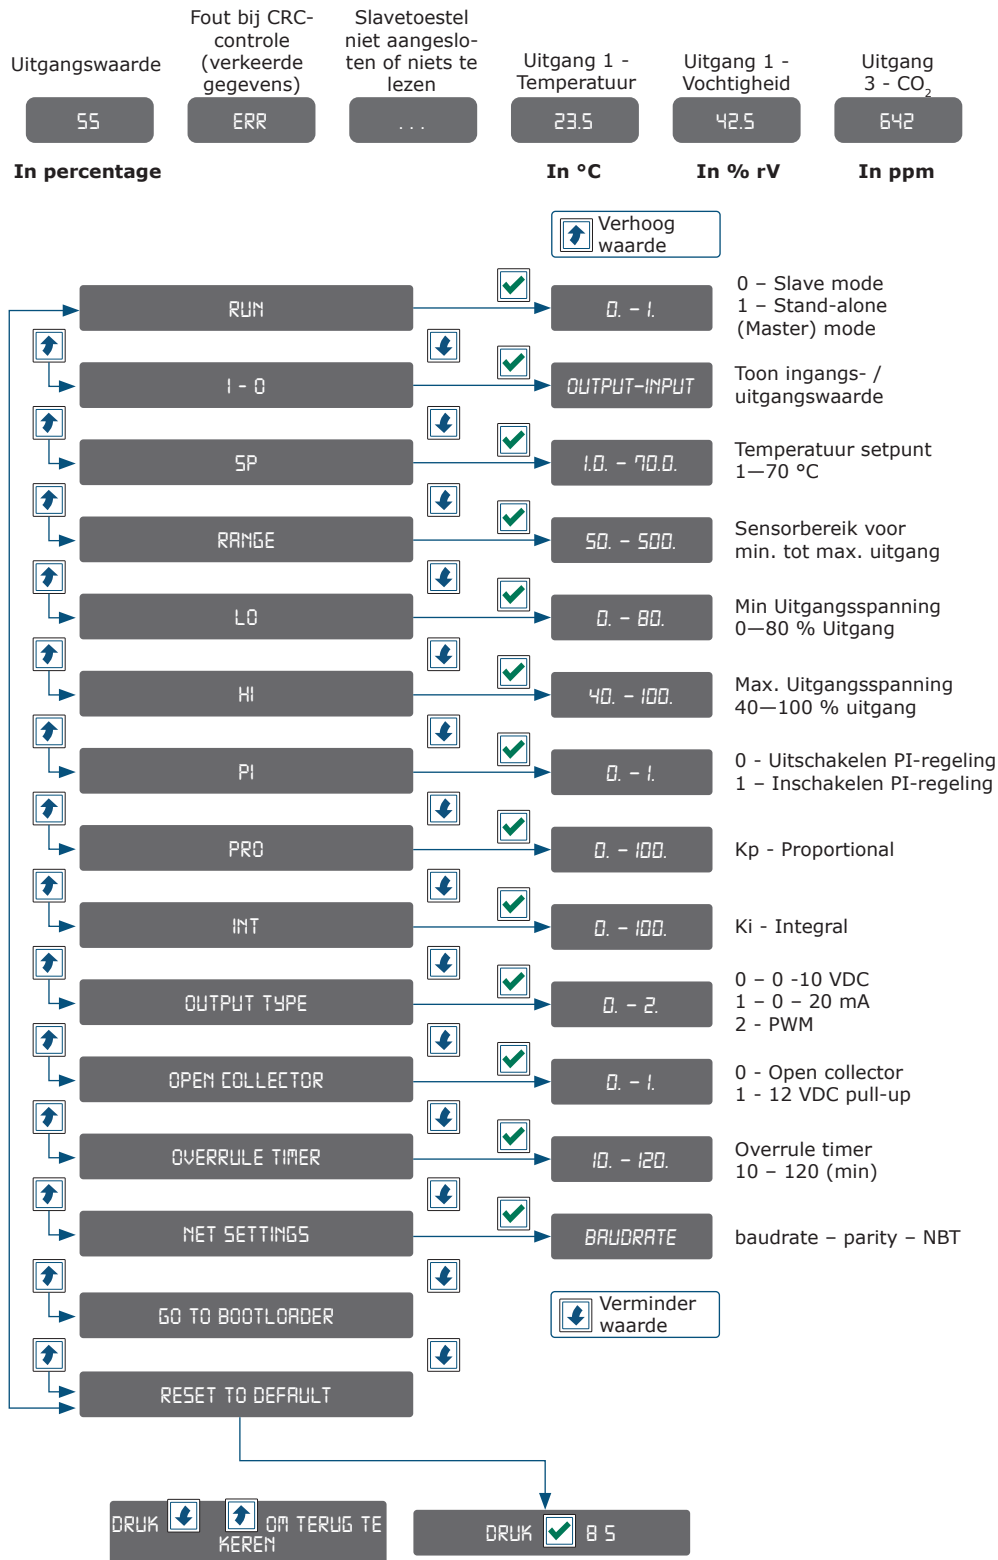 Uitgangswaarde
Fout bij CRC-
controle
(verkeerde
gegevens)
Slavetoestel
niet aangeslo-
ten of niets te
lezen
Uitgang 1 -
Temperatuur
Uitgang 1 -
Vochtigheid
Uitgang
3 - CO2
55
ERR
...
23.5
42.5
642
In percentage
In °C
In % rV
In ppm
Verhoog
waarde
RUN
0. – 1.
0 – Slave mode
1 – Stand-alone
(Master) mode
I - O
OUTPUT-INPUT
Toon ingangs- /
uitgangswaarde
SP
1.0. – 70.0.
Temperatuur setpunt
1—70 °C
RANGE
50. – 500.
Sensorbereik voor
min. tot max. uitgang
LO
0. – 80.
Min Uitgangsspanning
0—80 % Uitgang
HI
40. – 100.
Max. Uitgangsspanning
40—100 % uitgang
PI
0. – 1.
0 - Uitschakelen PI-regeling
1 – Inschakelen PI-regeling
PRO
0. – 100.
Kp - Proportional
INT
0. – 100.
Ki - Integral
OUTPUT TYPE
0. – 2.
0 – 0 -10 VDC
1 – 0 – 20 mA
2 - PWM
OPEN COLLECTOR
0. – 1.
0 - Open collector
1 - 12 VDC pull-up
OVERRULE TIMER
10. – 120.
Overrule timer
10 – 120 (min)
NET SETTINGS
BAUDRATE
baudrate – parity – NBT
GO TO BOOTLOADER
Verminder
waarde
RESET TO DEFAULT
DRUK OM TERUG TE
KEREN
DRUK 8 S